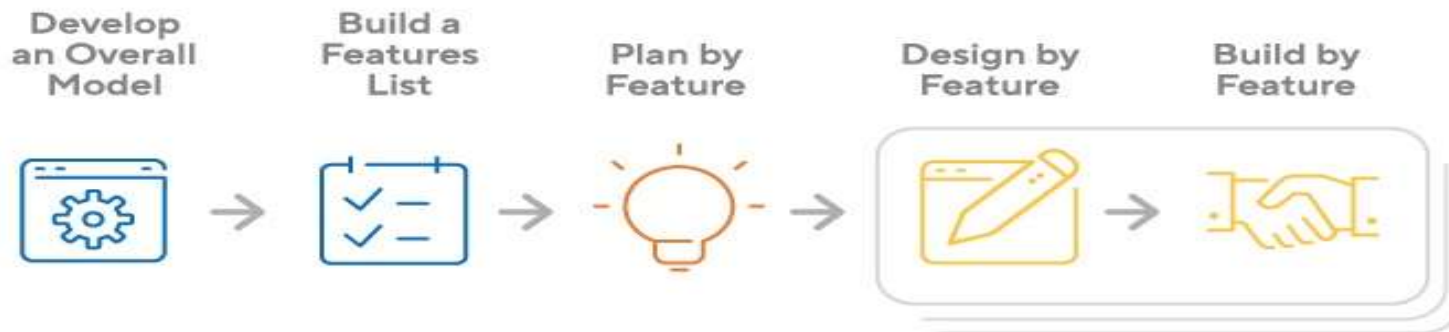 Develop
an Overall
Model
Build a
Features
List
Plan by
Feature
Design by
Feature
Build by
Feature